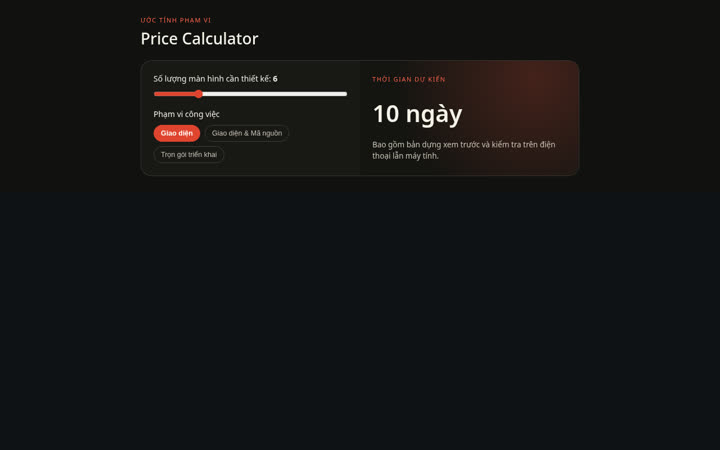 ƯỚC TÍNH PHẠM VI
Price Calculator
Số lượng màn hình cần thiết kế: 6
Phạm vi công việc
Giao diện
Giao diện & Mã nguồn
Trọn gói triển khai
THỜI GIAN DỰ KIẾN
10 ngày
Bao gồm bản dựng xem trước và kiểm tra trên điện
thoại lẫn máy tính.